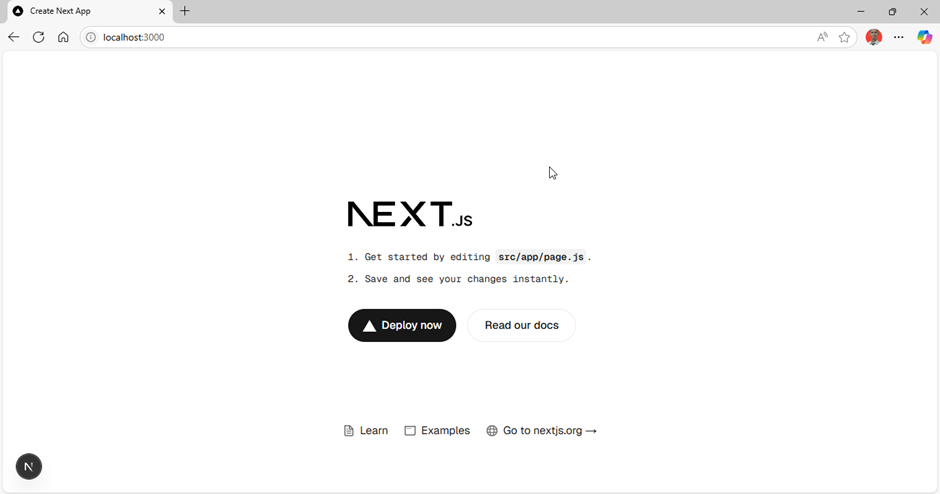 Create Next App
localhost:3000
NEXT.JS
1. Get started by editing src/app/page.js.
2. Save and see your changes instantly.
Deploy now
Read our docs
Learn
Examples
Go to nextjs.org →
N